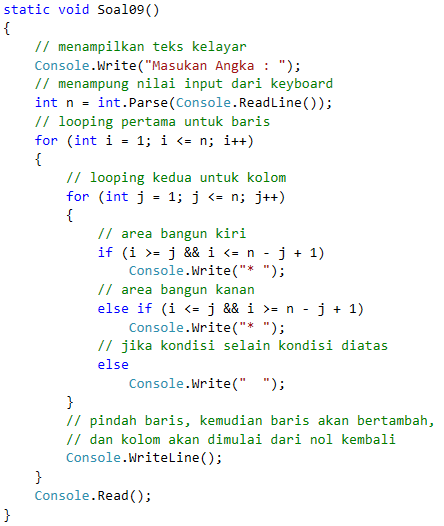 static void Soal09()
{
    // menampilkan teks kelayar
    Console.Write("Masukan Angka : ");
    // menampung nilai input dari keyboard
    int n = int.Parse(Console.ReadLine());
    // looping pertama untuk baris
    for (int i = 1; i <= n; i++)
    {
        // looping kedua untuk kolom
        for (int j = 1; j <= n; j++)
        {
            // area bangun kiri
            if (i >= j && i <= n - j + 1)
                Console.Write("* ");
            // area bangun kanan
            else if (i <= j && i >= n - j + 1)
                Console.Write("* ");
            // jika kondisi selain kondisi diatas
            else
                Console.Write("  ");
        }
        // pindah baris, kemudian baris akan bertambah,
        // dan kolom akan dimulai dari nol kembali
        Console.WriteLine();
    }
    Console.Read();
}